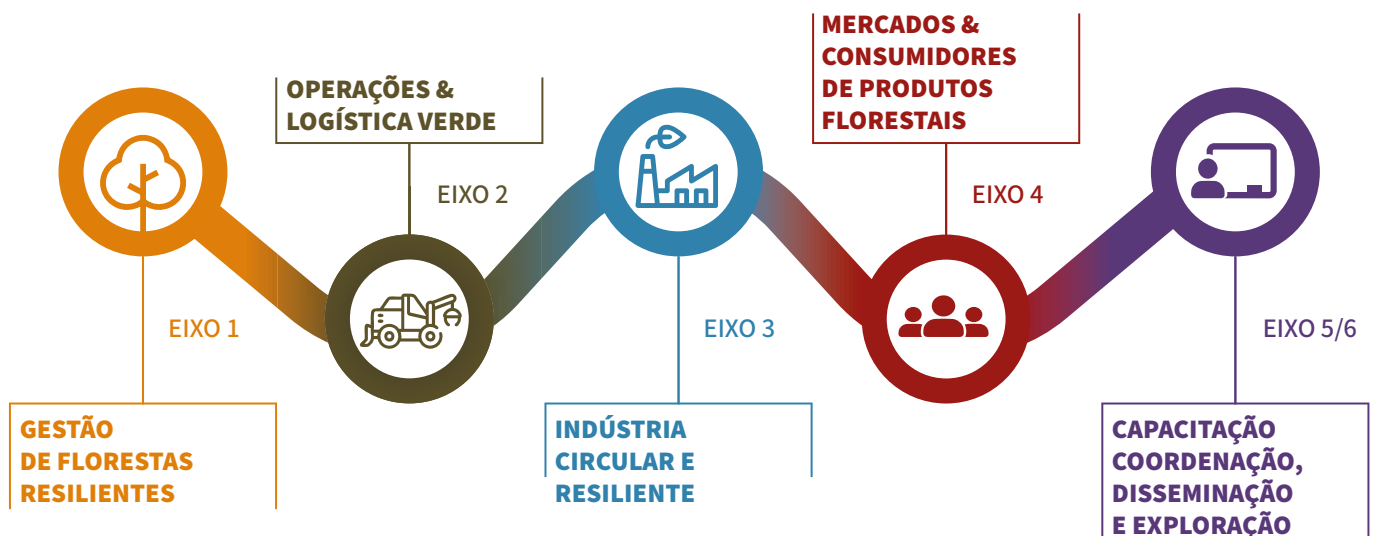 EIXO 1
GESTÃO
DE FLORESTAS
RESILIENTES
OPERAÇÕES &
LOGÍSTICA VERDE
EIXO 2
EIXO 3
INDÚSTRIA
CIRCULAR E
RESILIENTE
MERCADOS &
CONSUMIDORES
DE PRODUTOS
FLORESTAIS
EIXO 4
EIXO 5/6
CAPACITAÇÃO
COORDENAÇÃO,
DISSEMINAÇÃO
E EXPLORAÇÃO